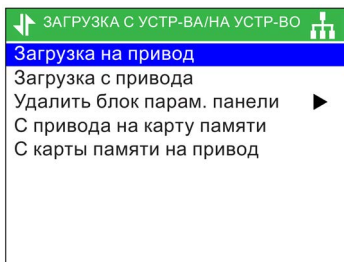 ЗАГРУЗКА С УСТР-ВА/НА УСТР-ВО
Загрузка на привод
Загрузка с привода
Удалить блок парам. панели
С привода на карту памяти
С карты памяти на привод